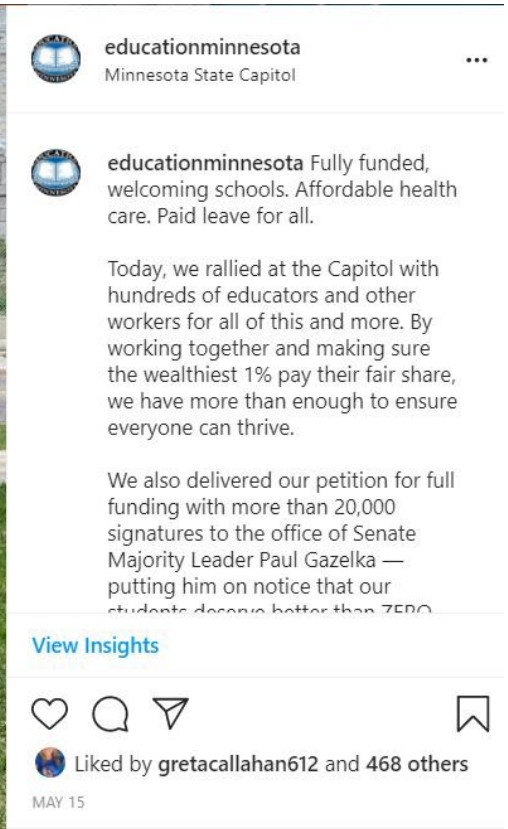 educationminnesota
Minnesota State Capitol
...
educationminnesota Fully funded,
welcoming schools. Affordable health
care. Paid leave for all.
Today, we rallied at the Capitol with
hundreds of educators and other
workers for all of this and more. By
working together and making sure
the wealthiest 1% pay their fair share,
we have more than enough to ensure
everyone can thrive.
We also delivered our petition for full
funding with more than 20,000
signatures to the office of Senate
Majority Leader Paul Gazelka —
putting him on notice that our
students deserve better than ZERO
View Insights
Liked by gretacallahan612 and 468 others
MAY 15